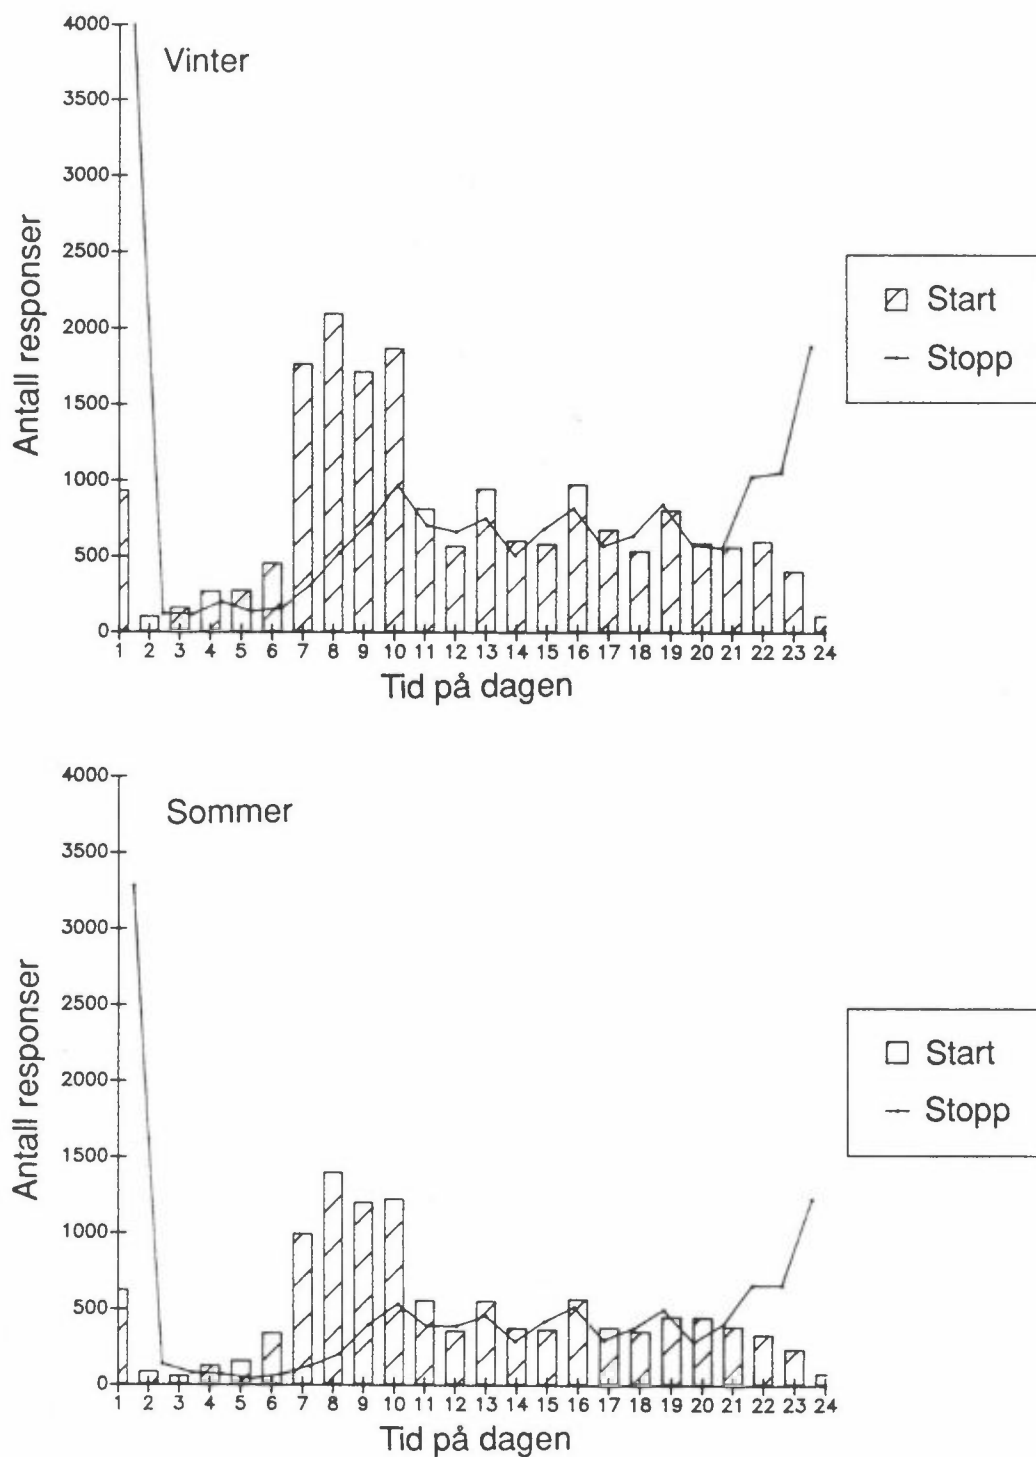 Vinter
Antall responser
4000
3500
3000
2500
2000
1500
1000
500
0
1 2 3 4 5 6 7 8 9 10 11 12 13 14 15 16 17 18 19 20 21 22 23 24
Tid på dagen
Start
Stopp
Sommer
Antall responser
4000
3500
3000
2500
2000
1500
1000
500
0
1 2 3 4 5 6 7 8 9 10 11 12 13 14 15 16 17 18 19 20 21 22 23 24
Tid på dagen
Start
Stopp